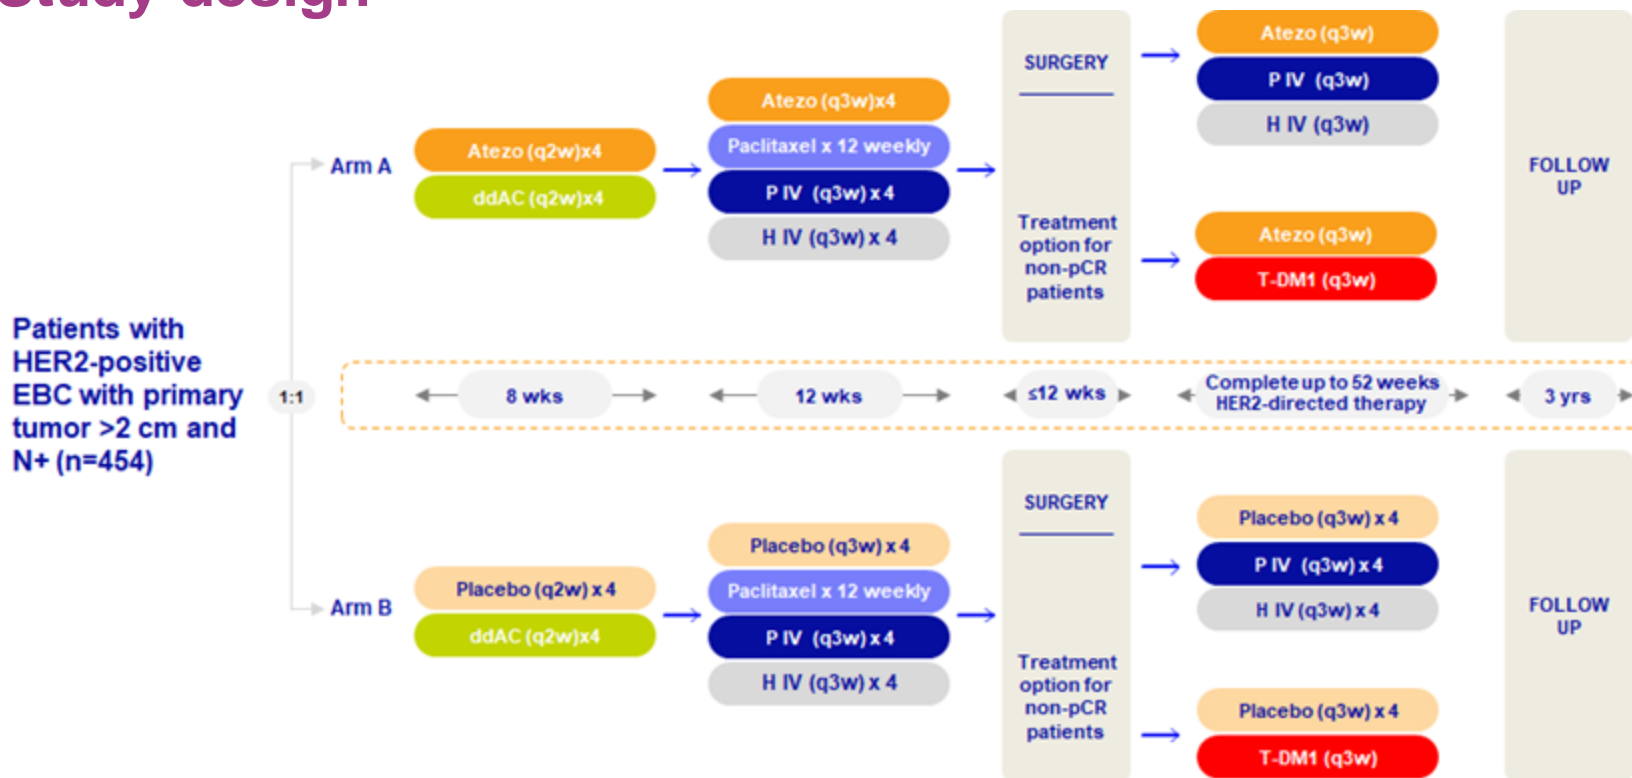 Study design
Patients with
HER2-positive
EBC with primary
tumor >2 cm and
N+ (n=454)
1:1
Arm A
Atezo (q2w)x4
ddAC (q2w)x4
Atezo (q3w)x4
Paclitaxel x 12 weekly
P IV (q3w) x 4
H IV (q3w) x 4
SURGERY
Treatment
option for
non-pCR
patients
Atezo (q3w)
P IV (q3w)
H IV (q3w)
Atezo (q3w)
T-DM1 (q3w)
FOLLOW
UP
8 wks
12 wks
≤12 wks
Complete up to 52 weeks
HER2-directed therapy
3 yrs
Arm B
Placebo (q2w) x 4
ddAC (q2w)x4
Placebo (q3w) x 4
Paclitaxel x 12 weekly
P IV (q3w) x 4
H IV (q3w) x 4
SURGERY
Treatment
option for
non-pCR
patients
Placebo (q3w) x 4
P IV (q3w) x 4
H IV (q3w) x 4
Placebo (q3w) x 4
T-DM1 (q3w)
FOLLOW
UP